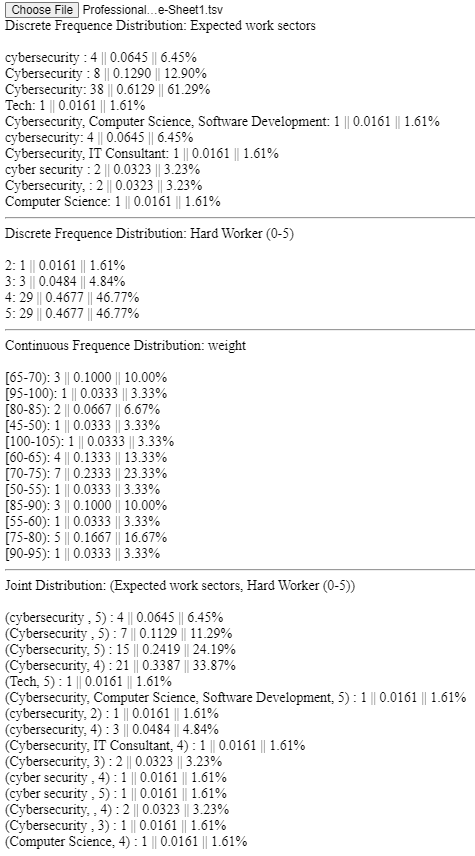 Choose File Professional...e-Sheet1.tsv
Discrete Frequence Distribution: Expected work sectors
cybersecurity : 4 || 0.0645 || 6.45%
Cybersecurity : 8 || 0.1290 || 12.90%
Cybersecurity: 38 || 0.6129 || 61.29%
Tech: 1 || 0.0161 || 1.61%
Cybersecurity, Computer Science, Software Development: 1 || 0.0161 || 1.61%
cybersecurity: 4 || 0.0645 || 6.45%
Cybersecurity, IT Consultant: 1 || 0.0161 || 1.61%
cyber security : 2 || 0.0323 || 3.23%
Cybersecurity, : 2 || 0.0323 || 3.23%
Computer Science: 1 || 0.0161 || 1.61%
Discrete Frequence Distribution: Hard Worker (0-5)
2: 1 || 0.0161 || 1.61%
3: 3 || 0.0484 || 4.84%
4: 29 || 0.4677 || 46.77%
5: 29 || 0.4677 || 46.77%
Continuous Frequence Distribution: weight
[65-70): 3 || 0.1000 || 10.00%
[95-100): 1 || 0.0333 || 3.33%
[80-85): 2 || 0.0667 || 6.67%
[45-50): 1 || 0.0333 || 3.33%
[100-105): 1 || 0.0333 || 3.33%
[60-65): 4 || 0.1333 || 13.33%
[70-75): 7 || 0.2333 || 23.33%
[50-55): 1 || 0.0333 || 3.33%
[85-90): 3 || 0.1000 || 10.00%
[55-60): 1 || 0.0333 || 3.33%
[75-80): 5 || 0.1667 || 16.67%
[90-95): 1 || 0.0333 || 3.33%
Joint Distribution: (Expected work sectors, Hard Worker (0-5))
(cybersecurity , 5) : 4 || 0.0645 || 6.45%
(Cybersecurity , 5) : 7 || 0.1129 || 11.29%
(Cybersecurity, 5) : 15 || 0.2419 || 24.19%
(Cybersecurity, 4) : 21 || 0.3387 || 33.87%
(Tech, 5) : 1 || 0.0161 || 1.61%
(Cybersecurity, Computer Science, Software Development, 5) : 1 || 0.0161 || 1.61%
(cybersecurity, 2) : 1 || 0.0161 || 1.61%
(cybersecurity, 4) : 3 || 0.0484 || 4.84%
(Cybersecurity, IT Consultant, 4) : 1 || 0.0161 || 1.61%
(Cybersecurity, 3) : 2 || 0.0323 || 3.23%
(cyber security , 4) : 1 || 0.0161 || 1.61%
(cyber security , 5) : 1 || 0.0161 || 1.61%
(Cybersecurity, , 4) : 2 || 0.0323 || 3.23%
(Cybersecurity , 3) : 1 || 0.0161 || 1.61%
(Computer Science, 4) : 1 || 0.0161 || 1.61%